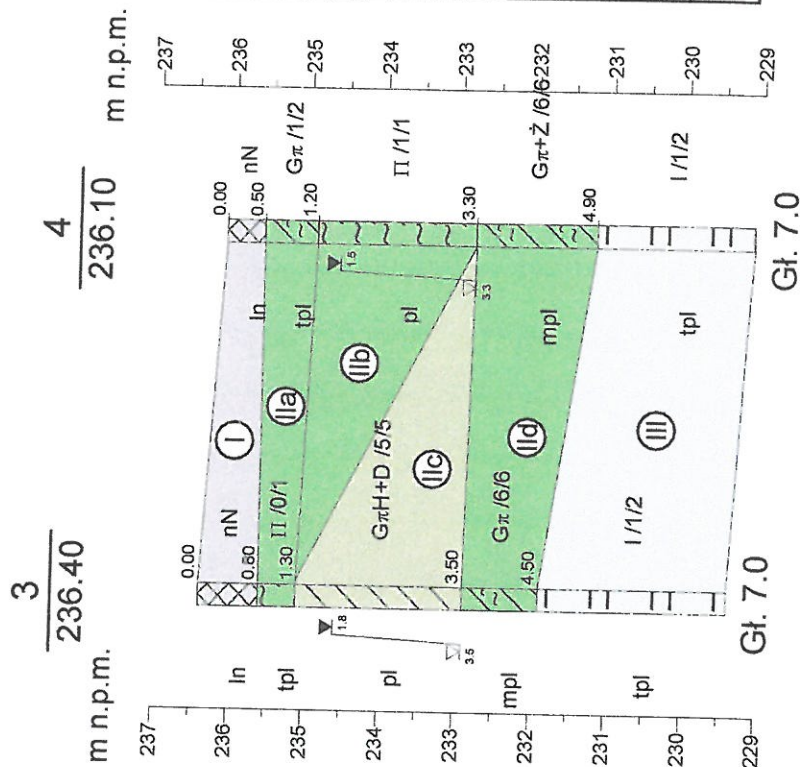 3
236.40
m n.p.m.
237
236
235
234
233
232
231
230
229
ln
tpl
pl
mpl
tpl
1.8
3.5
0.00
0.80
1.30
3.50
4.50
Gł. 7.0
nN
Π /0/1
GπH+D /5/5
Gπ /6/6
I /1/2
I
IIa
IIb
IIc
IId
III
ln
tpl
pl
mpl
tpl
1.5
3.3
4
236.10
0.00
0.50
1.20
3.30
4.90
Gł. 7.0
nN
Gπ /1/2
Π /1/1
Gπ+Ż /6/6
I /1/2
m n.p.m.
237
236
235
234
233
232
231
230
229